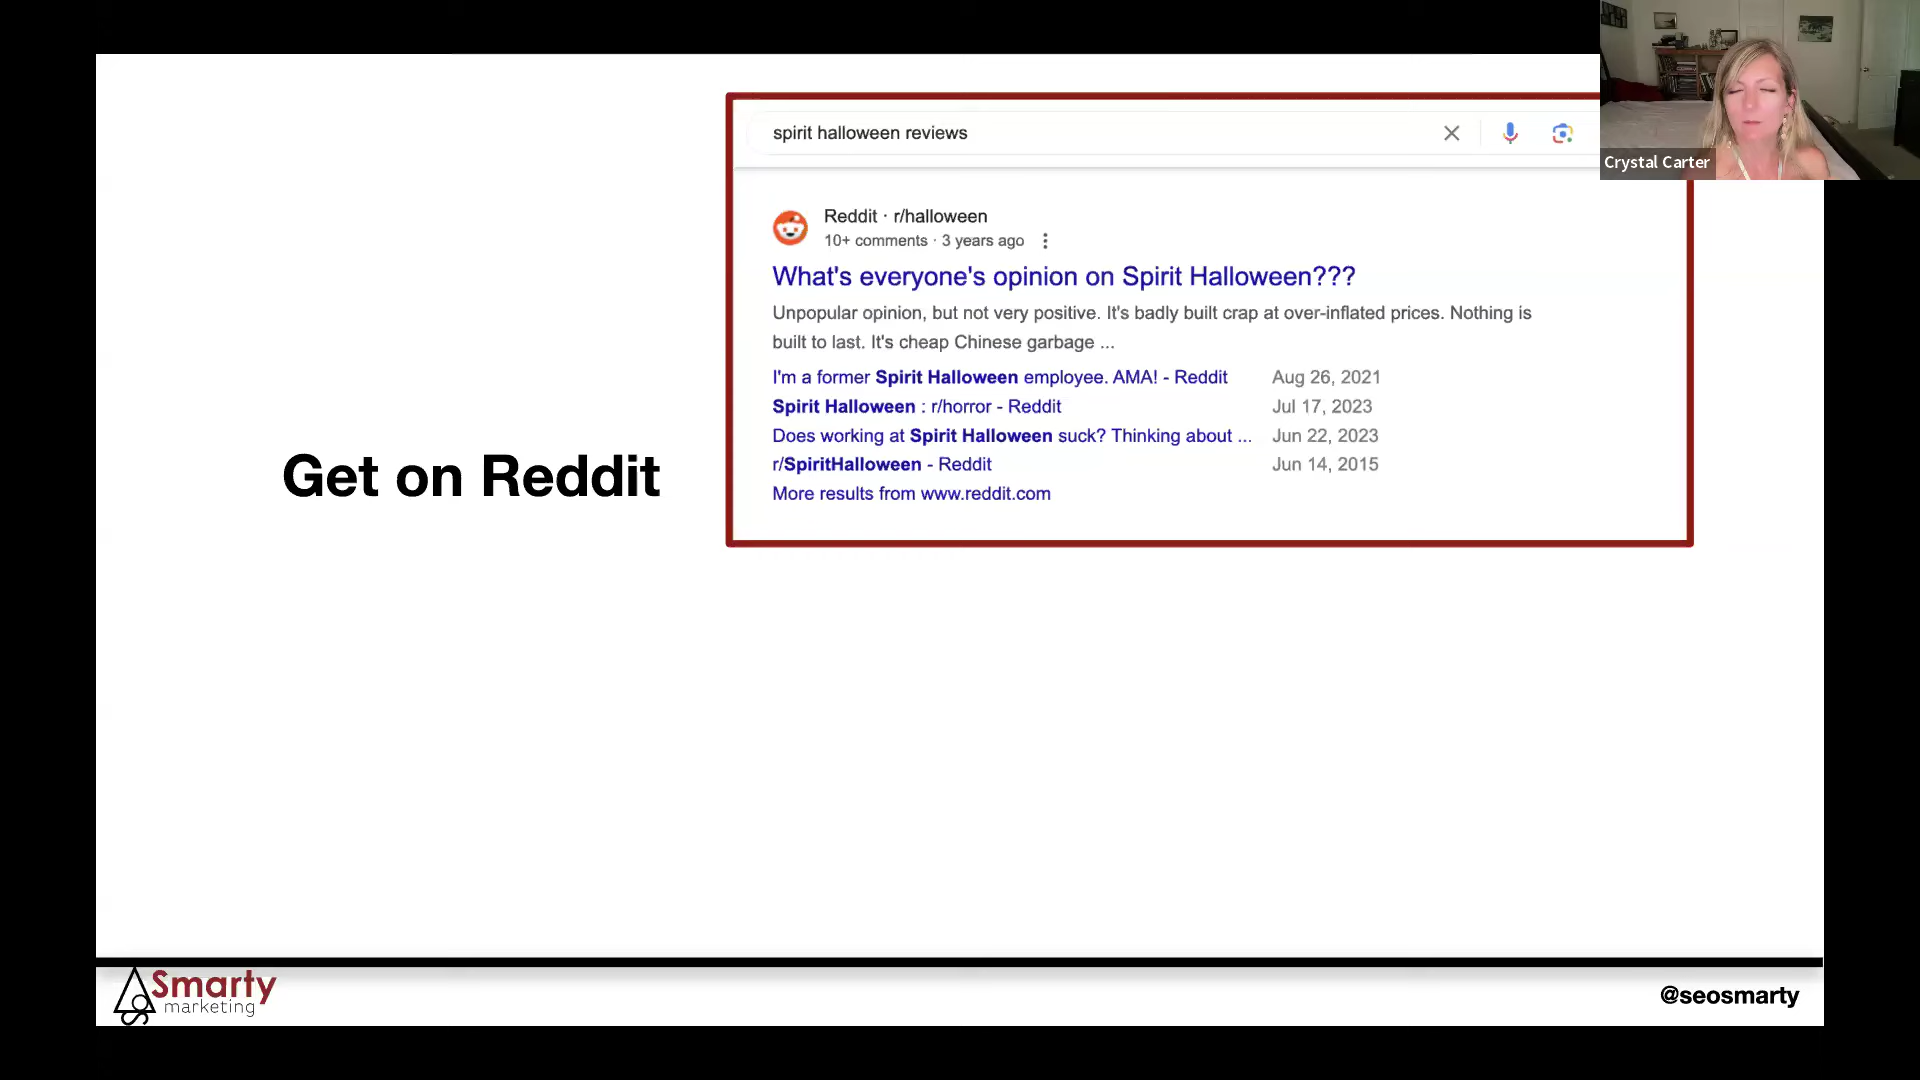 spirit halloween reviews
Crystal Carter
Reddit · r/halloween
10+ comments · 3 years ago
What's everyone's opinion on Spirit Halloween???
Unpopular opinion, but not very positive. It's badly built crap at over-inflated prices. Nothing is
built to last. It's cheap Chinese garbage ...
I'm a former Spirit Halloween employee. AMA! - Reddit Aug 26, 2021
Spirit Halloween : r/horror - Reddit Jul 17, 2023
Does working at Spirit Halloween suck? Thinking about ... Jun 22, 2023
r/SpiritHalloween - Reddit Jun 14, 2015
More results from www.reddit.com
Get on Reddit
Smarty
marketing
@seosmarty